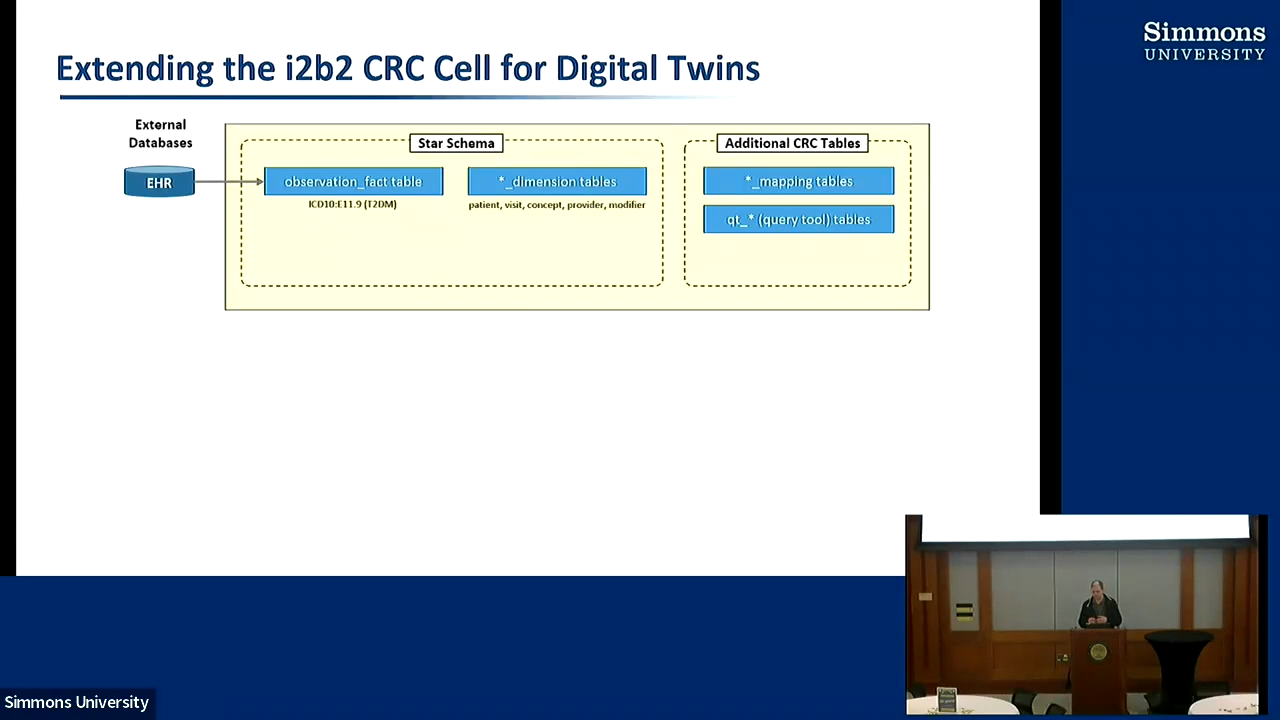 Extending the i2b2 CRC Cell for Digital Twins
Simmons
UNIVERSITY
External
Databases
EHR
Star Schema
observation_fact table
ICD10:E11.9 (T2DM)
*_dimension tables
patient, visit, concept, provider, modifier
Additional CRC Tables
*_mapping tables
qt_* (query tool) tables
Simmons University